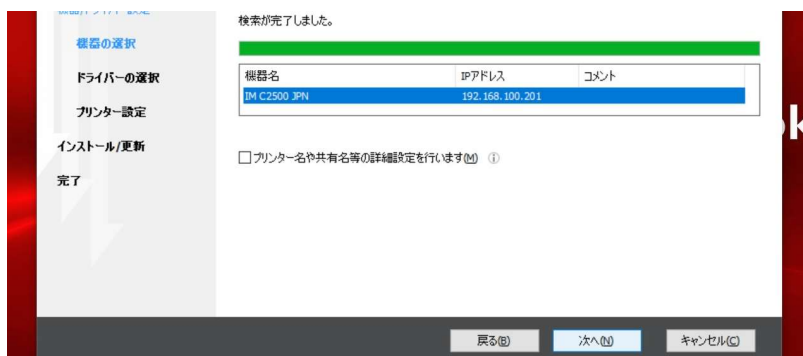 検索が完了しました。
機器の選択
ドライバーの選択
プリンター設定
インストール/更新
完了
機器名 IPアドレス コメント
IM C2500 JPN 192.168.100.201
プリンター名や共有名等の詳細設定を行います(M)
戻る(B) 次へ(N) キャンセル(C)